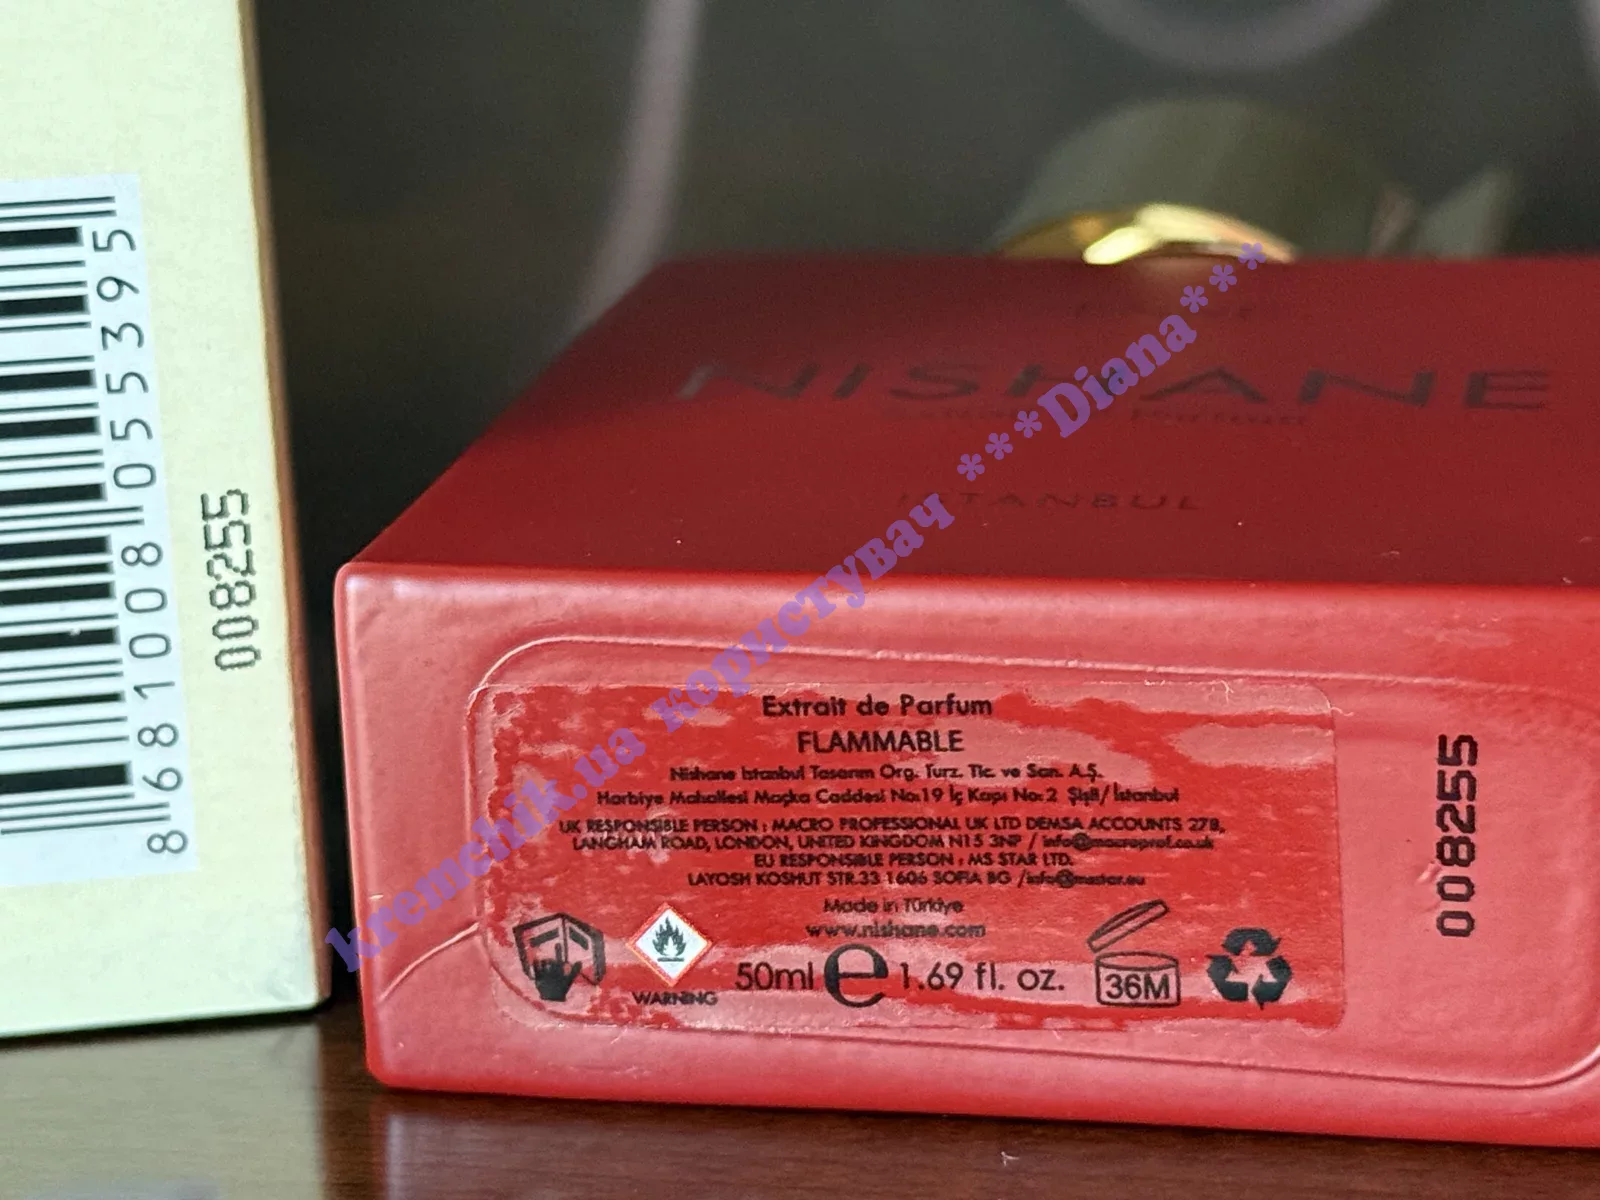 8681008055395
008255
NISHANE
ISTANBUL
Extrait de Parfum
FLAMMABLE
Nishane Istanbul Tasarım Org. Turz. Tic. ve San. A.Ş.
Harbiye Mahallesi Maçka Caddesi No:19 İç Kapı No:2 Şişli/İstanbul
UK RESPONSIBLE PERSON : MACRO PROFESSIONAL UK LTD DEMSA ACCOUNTS 278,
LANGHAM ROAD, LONDON, UNITED KINGDOM N15 3NP / info@macroprof.co.uk
EU RESPONSIBLE PERSON : MS STAR LTD.
LAYOSH KOSHUT STR.33 1606 SOFIA BG /info@msstar.eu
Made in Türkiye
www.nishane.com
WARNING
50ml e 1.69 fl. oz.
36M
008255
kremchik.ua користувач ***Diana***